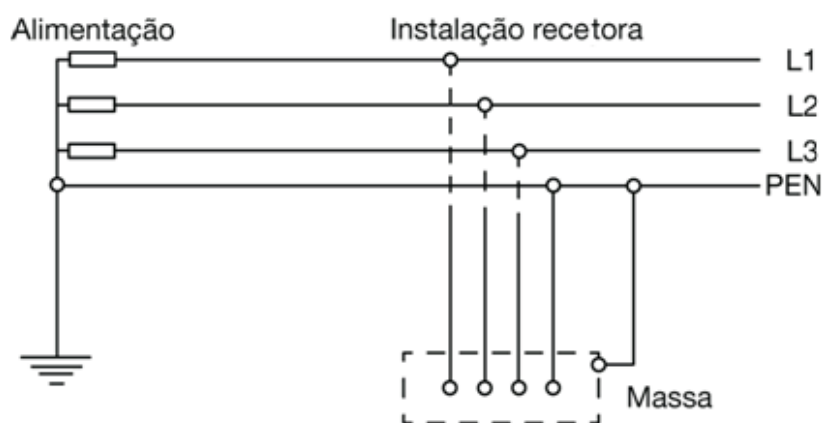 Alimentação
Instalação recetora
L1
L2
L3
PEN
Massa